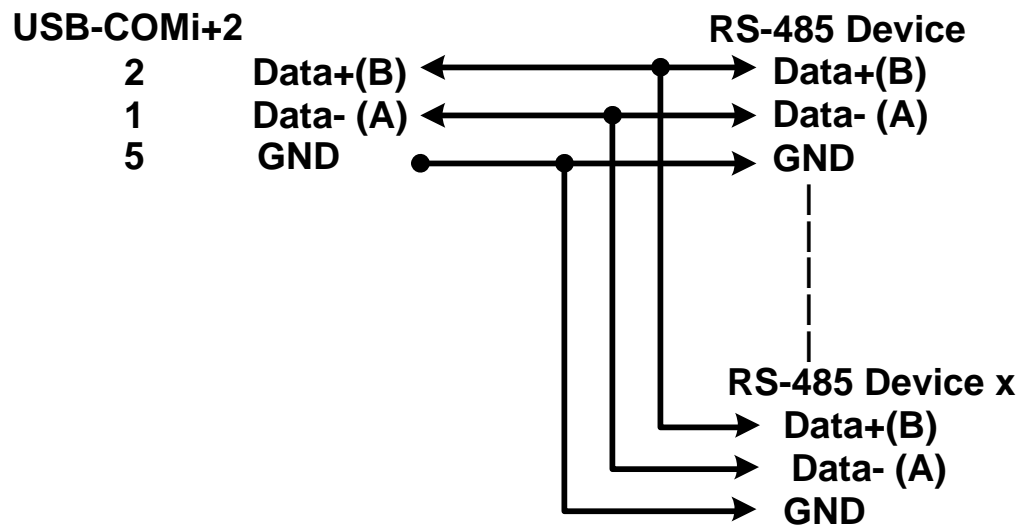 USB-COMi+2 RS-485 Device
2 Data+(B) Data+(B)
1 Data- (A) Data- (A)
5 GND GND
RS-485 Device x
Data+(B)
Data- (A)
GND